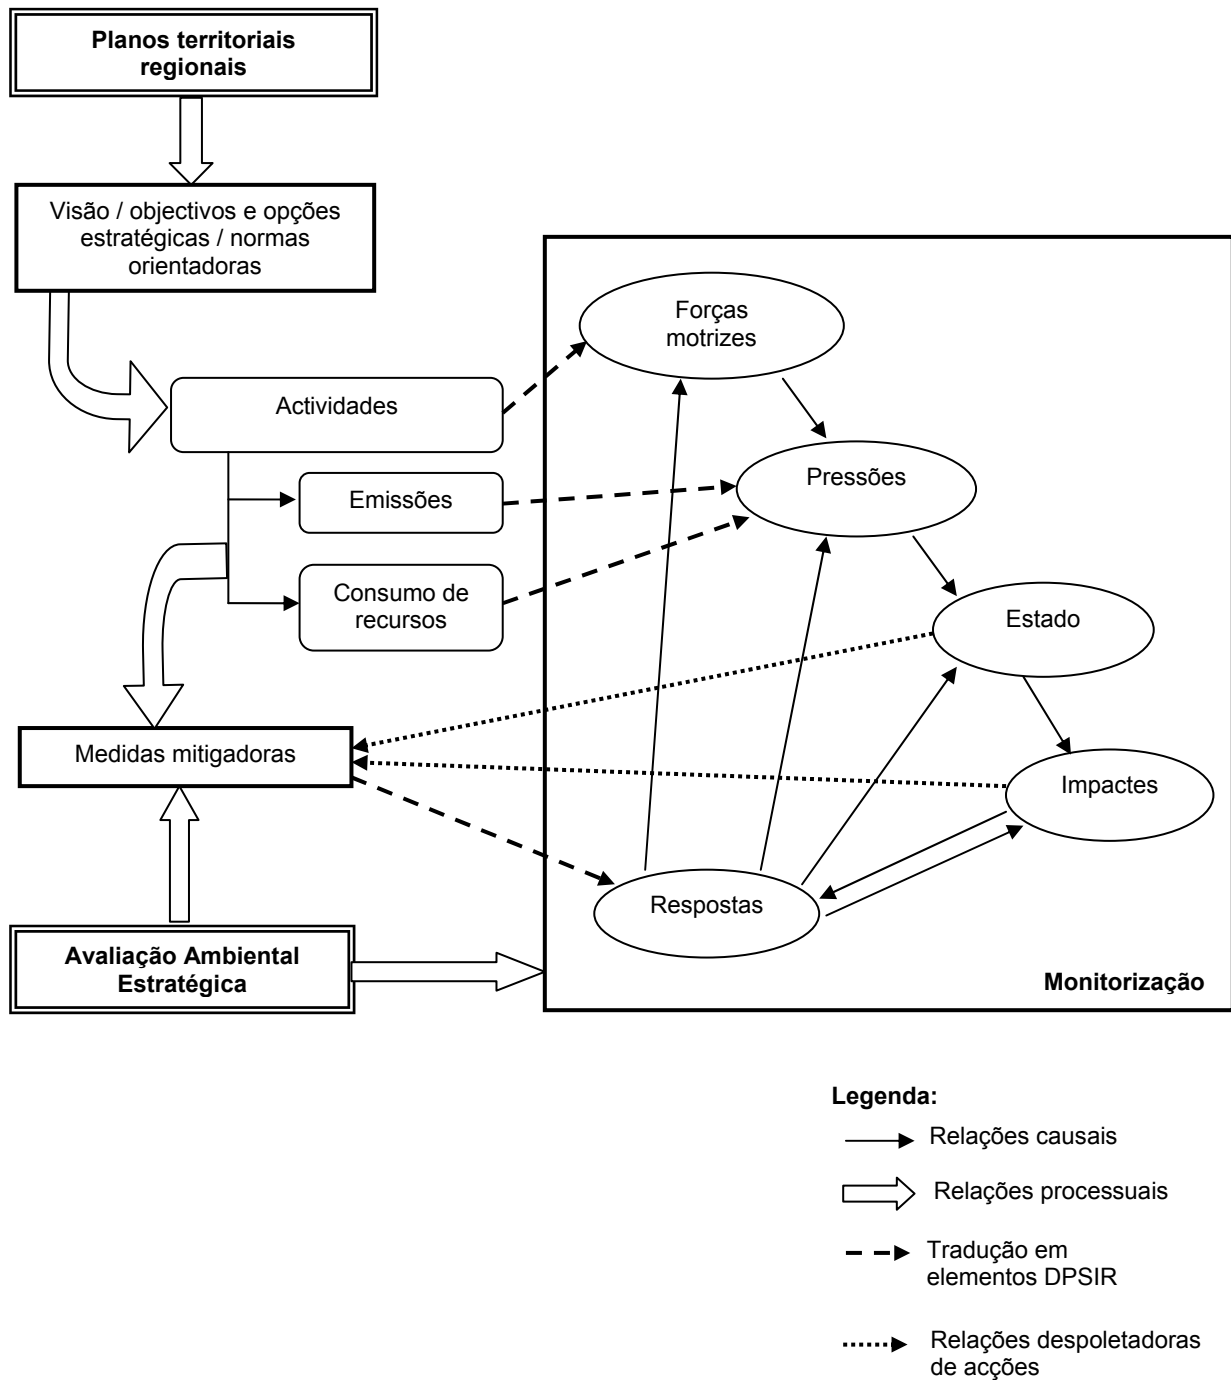 Planos territoriais
regionais
Visão / objectivos e opções
estratégicas / normas
orientadoras
Forças
motrizes
Actividades
Pressões
Emissões
Consumo de
recursos
Estado
Medidas mitigadoras
Impactes
Respostas
Avaliação Ambiental
Estratégica
Monitorização
Legenda:
Relações causais
Relações processuais
Tradução em
elementos DPSIR
Relações despoletadoras
de acções